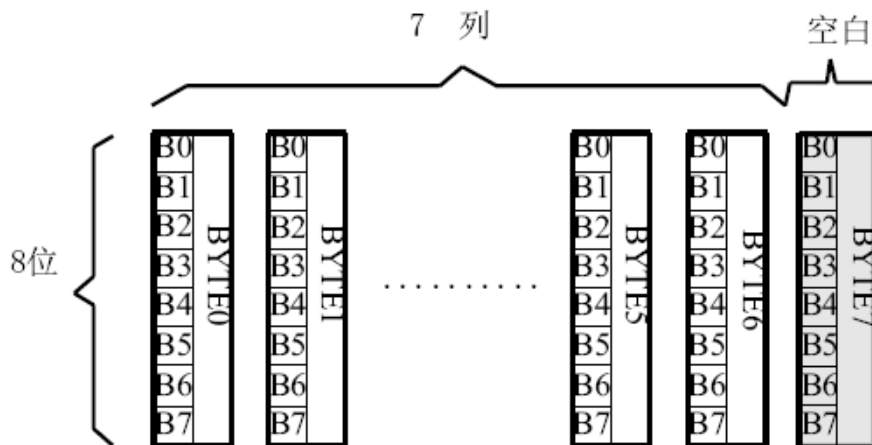 7 列 空白
B0 B0 B0 B0 B0
B1 B1 B1 B1 B1
B2 B2 B2 B2 B2
8位 B3 B3 .......... B3 B3 B3
B4 B4 B4 B4 B4
B5 B5 B5 B5 B5
B6 B6 B6 B6 B6
B7 B7 B7 B7 B7
BYTE0 BYTE1 BYTE5 BYTE6 BYTE7